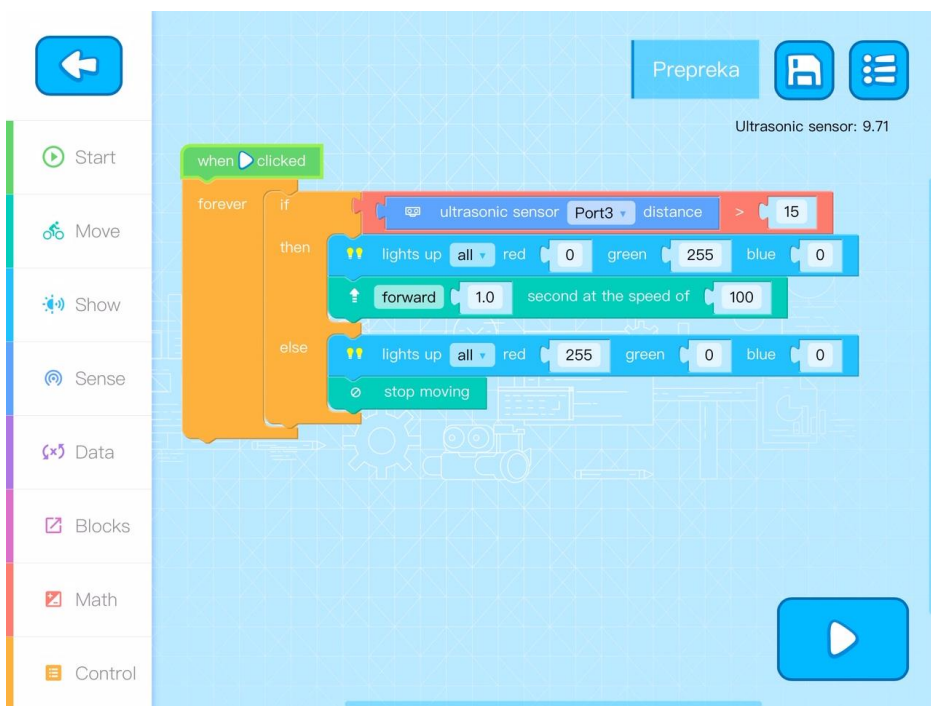 Prepreka
Ultrasonic sensor: 9.71
Start
Move
Show
Sense
Data
Blocks
Math
Control
when clicked
forever if ultrasonic sensor Port3 distance > 15
then lights up all red 0 green 255 blue 0
forward 1.0 second at the speed of 100
else lights up all red 255 green 0 blue 0
stop moving